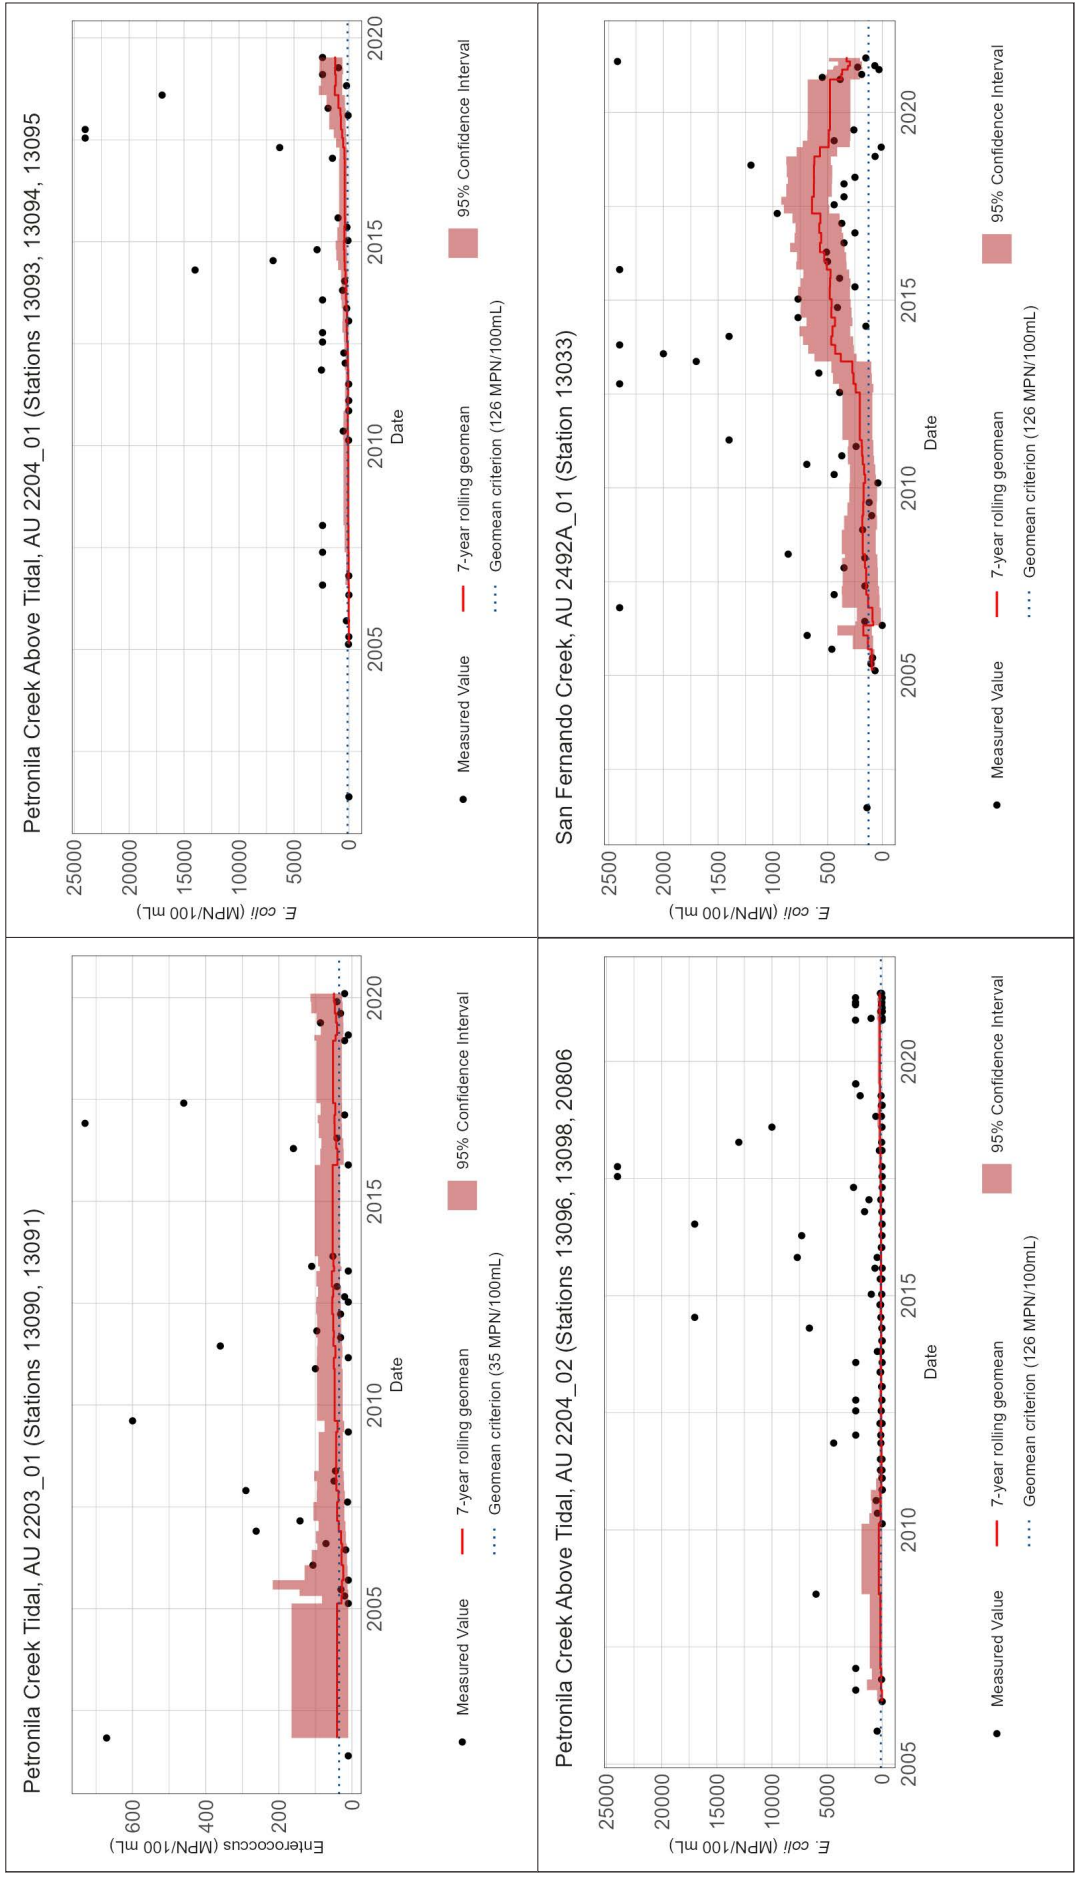 Petronila Creek Tidal, AU 2203_01 (Stations 13090, 13091)
Enterococcus (MPN/100 mL)
600
400
200
0
2005
2010
2015
2020
Date
Measured Value
7-year rolling geomean
95% Confidence Interval
Geomean criterion (35 MPN/100mL)
Petronila Creek Above Tidal, AU 2204_01 (Stations 13093, 13094, 13095
E. coli (MPN/100 mL)
25000
20000
15000
10000
5000
0
2005
2010
2015
2020
Date
Measured Value
7-year rolling geomean
95% Confidence Interval
Geomean criterion (126 MPN/100mL)
Petronila Creek Above Tidal, AU 2204_02 (Stations 13096, 13098, 20806
E. coli (MPN/100 mL)
25000
20000
15000
10000
5000
0
2005
2010
2015
2020
Date
Measured Value
7-year rolling geomean
95% Confidence Interval
Geomean criterion (126 MPN/100mL)
San Fernando Creek, AU 2492A_01 (Station 13033)
E. coli (MPN/100 mL)
2500
2000
1500
1000
500
0
2005
2010
2015
2020
Date
Measured Value
7-year rolling geomean
95% Confidence Interval
Geomean criterion (126 MPN/100mL)